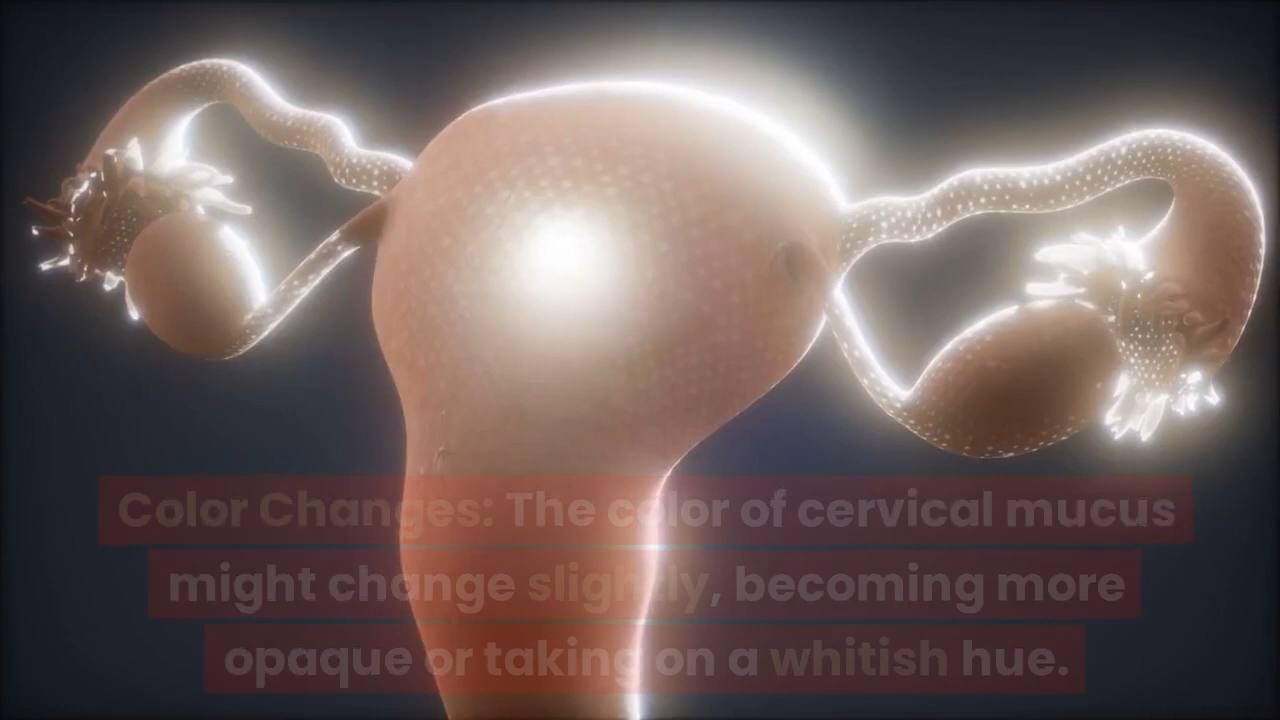 Color Changes: The color of cervical mucus
might change slightly, becoming more
opaque or taking on a whitish hue.